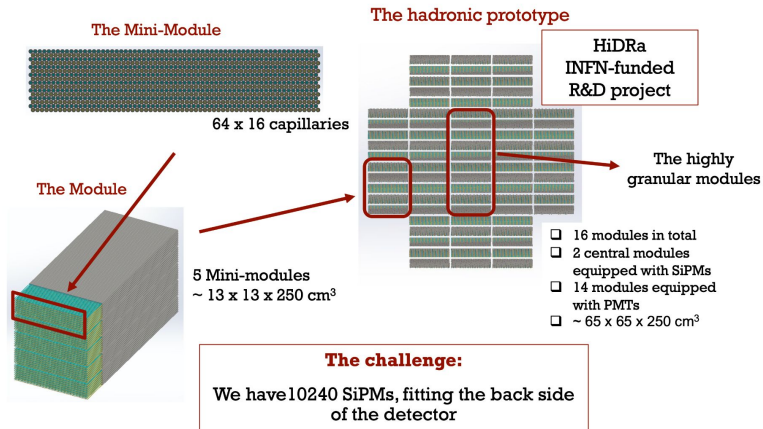 The Mini-Module
The hadronic prototype
HiDRa
INFN-funded
R&D project
64 x 16 capillaries
The highly
granular modules
The Module
5 Mini-modules
~ 13 x 13 x 250 cm³
❑ 16 modules in total
❑ 2 central modules
equipped with SiPMs
❑ 14 modules equipped
with PMTs
❑ ~ 65 x 65 x 250 cm³
The challenge:
We have10240 SiPMs, fitting the back side
of the detector